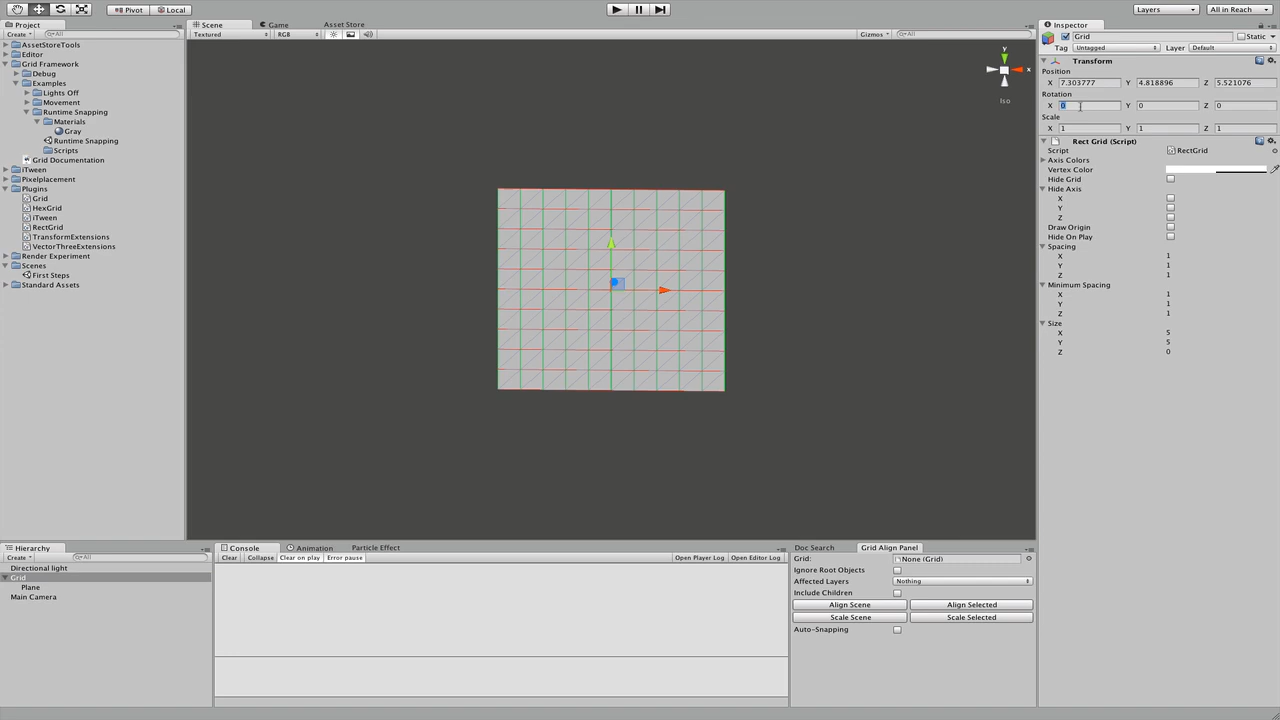 Pivot Local Layers All in Reach
Project Scene Game Asset Store Inspector
Create All Textured RGB Gizmos All Grid Static
Tag Untagged Layer Default
AssetStoreTools
Editor
Grid Framework
Debug
Examples
Lights Off
Movement
Runtime Snapping
Materials
Gray
Runtime Snapping
Scripts
Grid Documentation
iTween
Pixelplacement
Plugins
Grid
HexGrid
iTween
RectGrid
TransformExtensions
VectorThreeExtensions
Render Experiment
Scenes
First Steps
Standard Assets
y
x
Iso
Transform
Position
X 7.303777 Y 4.818896 Z 5.521076
Rotation
X 0 Y 0 Z 0
Scale
X 1 Y 1 Z 1
Rect Grid (Script)
Script RectGrid
Axis Colors
Vertex Color
Hide Grid
Hide Axis
X
Y
Z
Draw Origin
Hide On Play
Spacing
X 1
Y 1
Z 1
Minimum Spacing
X 1
Y 1
Z 1
Size
X 5
Y 5
Z 0
Hierarchy
Create All
Directional light
Grid
Plane
Main Camera
Console Animation Particle Effect
Clear Collapse Clear on play Error pause Open Player Log Open Editor Log
Doc Search Grid Align Panel
Grid: None (Grid)
Ignore Root Objects
Affected Layers Nothing
Include Children
Align Scene Align Selected
Scale Scene Scale Selected
Auto-Snapping